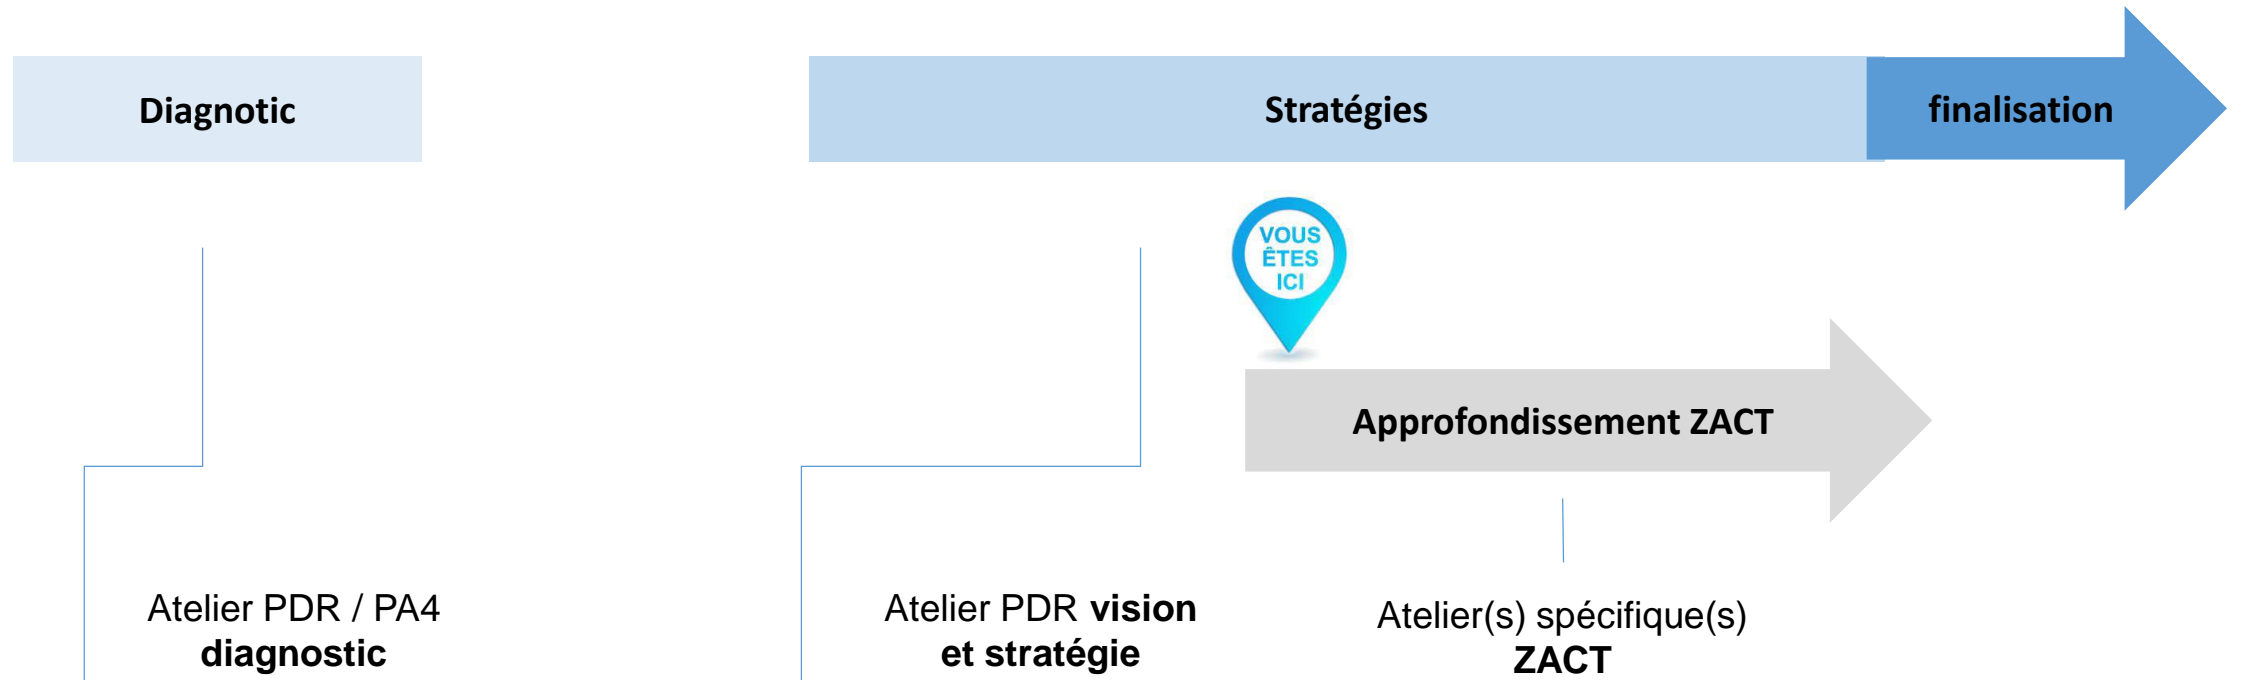 Diagnotic
Stratégies
finalisation
VOUS
ÊTES
ICI
Approfondissement ZACT
Atelier PDR / PA4
diagnostic
Atelier PDR vision
et stratégie
Atelier(s) spécifique(s)
ZACT